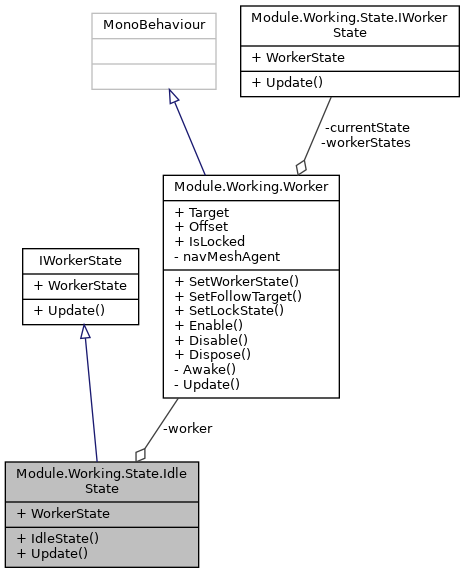 MonoBehaviour
Module.Working.State.IWorker
State
+ WorkerState
+ Update()
-currentState
-workerStates
Module.Working.Worker
+ Target
+ Offset
+ IsLocked
- navMeshAgent
+ SetWorkerState()
+ SetFollowTarget()
+ SetLockState()
+ Enable()
+ Disable()
+ Dispose()
- Awake()
- Update()
IWorkerState
+ WorkerState
+ Update()
-worker
Module.Working.State.Idle
State
+ WorkerState
+ IdleState()
+ Update()